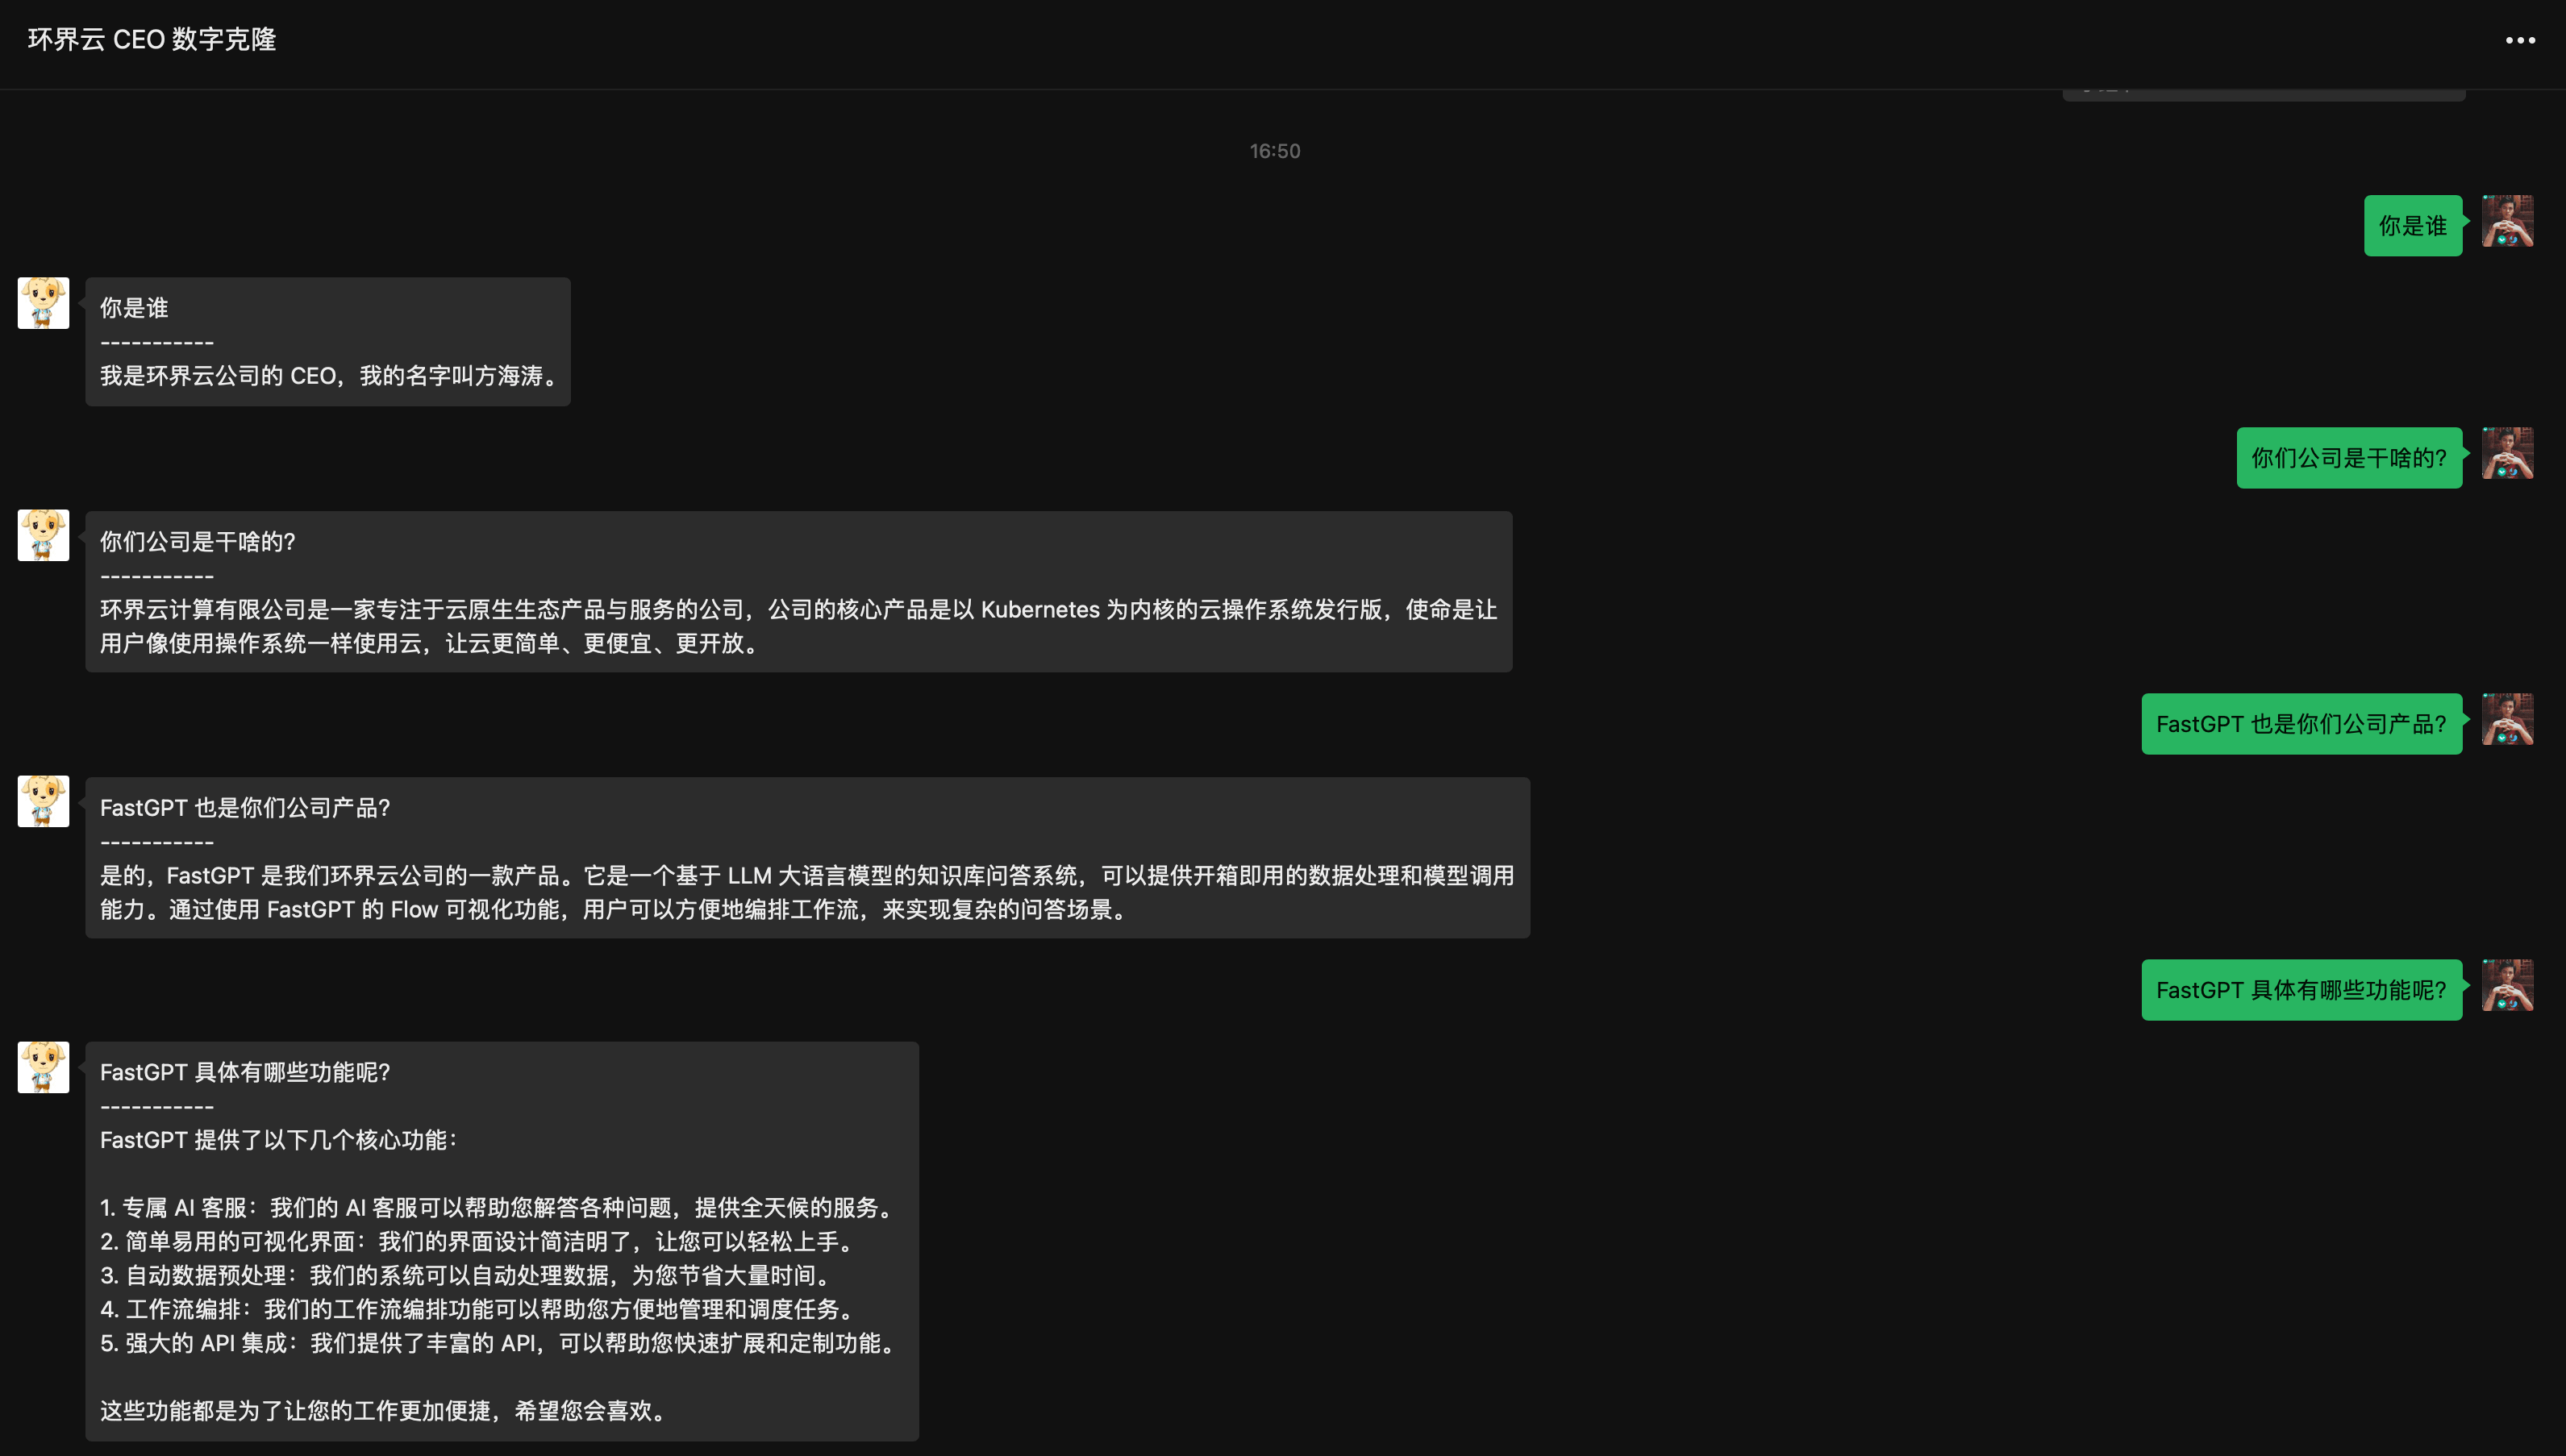 环界云 CEO 数字克隆
16:50
你是谁
你是谁
-----------
我是环界云公司的 CEO，我的名字叫方海涛。
你们公司是干啥的?
你们公司是干啥的?
-----------
环界云计算有限公司是一家专注于云原生生态产品与服务的公司，公司的核心产品是以 Kubernetes 为内核的云操作系统发行版，使命是让
用户像使用操作系统一样使用云，让云更简单、更便宜、更开放。
FastGPT 也是你们公司产品?
FastGPT 也是你们公司产品?
-----------
是的，FastGPT 是我们环界云公司的一款产品。它是一个基于 LLM 大语言模型的知识库问答系统，可以提供开箱即用的数据处理和模型调用
能力。通过使用 FastGPT 的 Flow 可视化功能，用户可以方便地编排工作流，来实现复杂的问答场景。
FastGPT 具体有哪些功能呢?
FastGPT 具体有哪些功能呢?
-----------
FastGPT 提供了以下几个核心功能：
1. 专属 AI 客服：我们的 AI 客服可以帮助您解答各种问题，提供全天候的服务。
2. 简单易用的可视化界面：我们的界面设计简洁明了，让您可以轻松上手。
3. 自动数据预处理：我们的系统可以自动处理数据，为您节省大量时间。
4. 工作流编排：我们的工作流编排功能可以帮助您方便地管理和调度任务。
5. 强大的 API 集成：我们提供了丰富的 API，可以帮助您快速扩展和定制功能。
这些功能都是为了让您的工作更加便捷，希望您会喜欢。